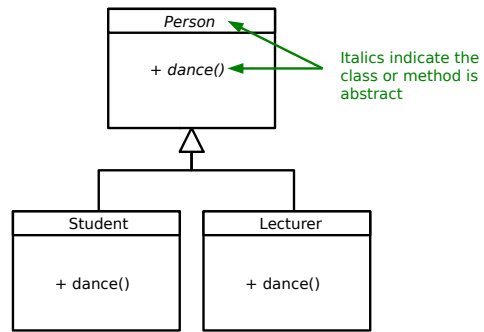 Person
+ dance()
Italics indicate the
class or method is
abstract
Student
Lecturer
+ dance()
+ dance()